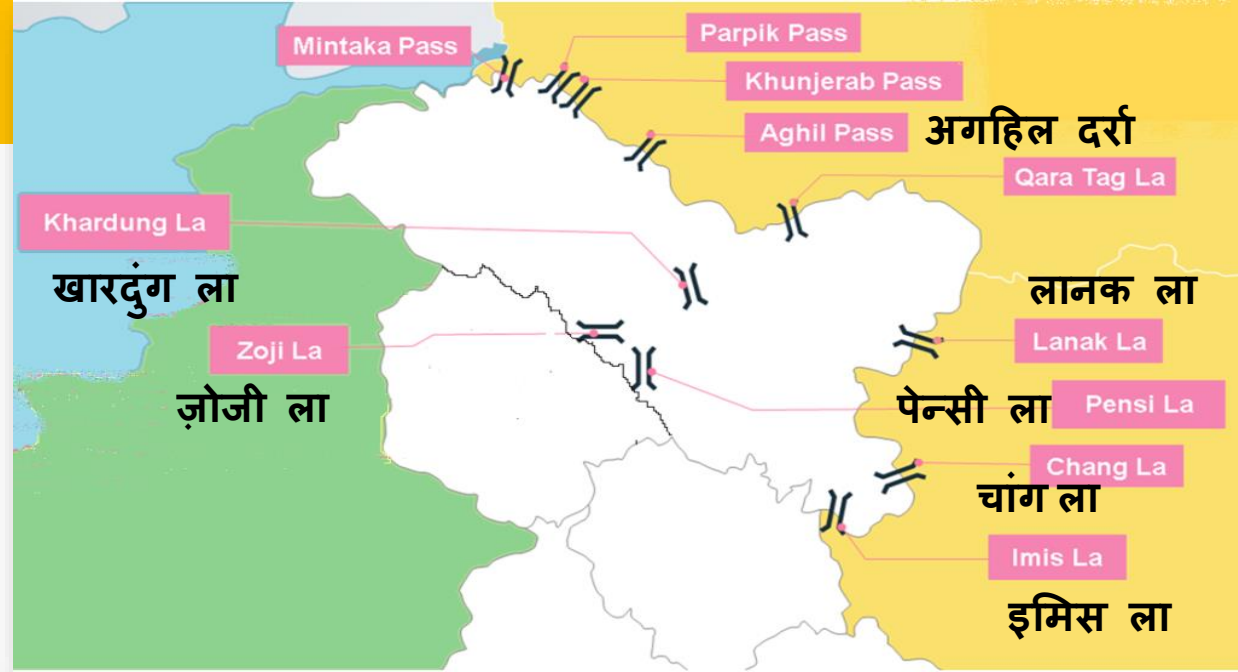 Mintaka Pass
Parpik Pass
Khunjerab Pass
Aghil Pass अगहिल दर्रा
Qara Tag La
Khardung La
खारदुंग ला
लानक ला
Lanak La
Zoji La
ज़ोजी ला
पेन्सी ला Pensi La
Chang La
चांग ला
Imis La
इमिस ला